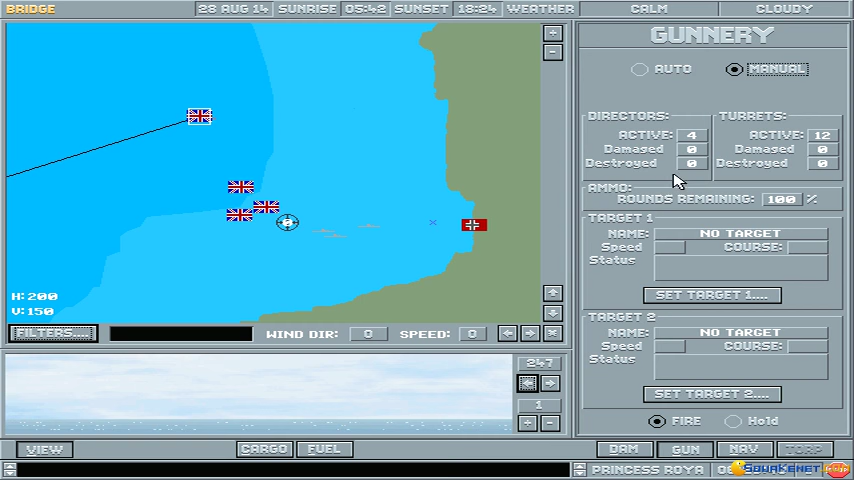 BRIDGE 28 AUG 14 SUNRISE 05:42 SUNSET 18:24 WEATHER CALM CLOUDY
GUNNERY
AUTO MANUAL
DIRECTORS: TURRETS:
ACTIVE: 4 ACTIVE: 12
Damaged 0 Damaged 0
Destroyed 0 Destroyed 0
AMMO:
ROUNDS REMAINING: 100 %
TARGET 1
NAME: NO TARGET
Speed COURSE:
Status
SET TARGET 1....
TARGET 2
NAME: NO TARGET
Speed COURSE:
Status
SET TARGET 2....
FIRE Hold
+
-
H:200
V:150
FILTERS.... WIND DIR: 0 SPEED: 0
247
1
+ -
VIEW CARGO FUEL DAM GUN NAV TORP
PRINCESS ROYA
SquakeNet